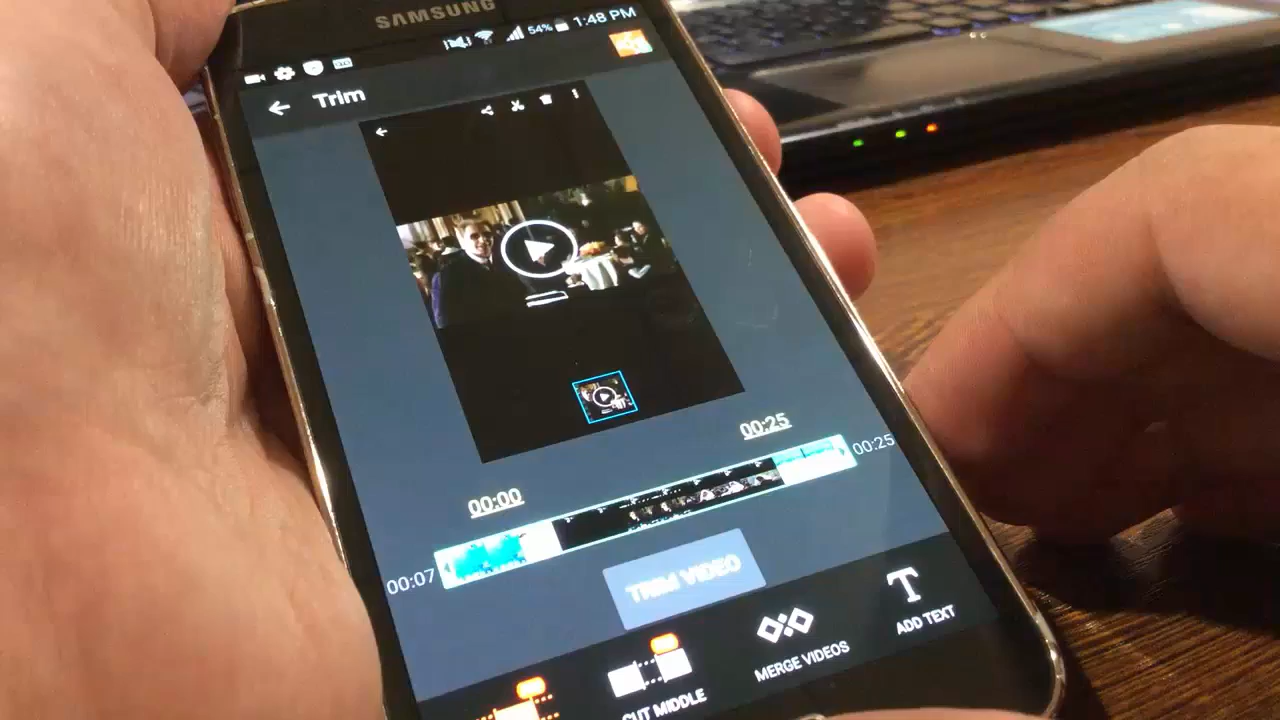 SAMSUNG
54% 1:48 PM
Trim
00:25
00:25
00:00
00:07
TRIM VIDEO
ADD TEXT
MERGE VIDEOS
CUT MIDDLE